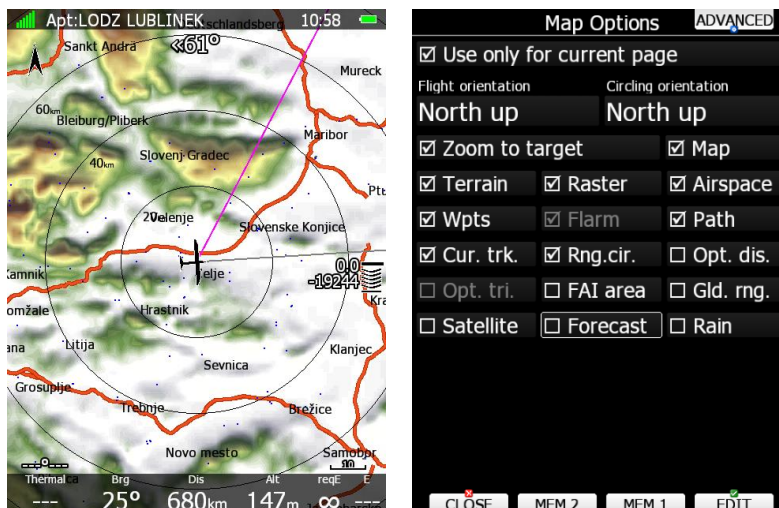 Apt:LODZ LUBLINEK 10:58
schlandsberg
Sankt Andrä
<<61°
Mureck
60km
Bleiburg/Pliberk
Maribor
40km
Slovenj Gradec
Ptu
20
Velenje
Slovenske Konjice
0.0
-19244
Kamnik
Celje
Kra
omžale
Hrastnik
ana
Litija
Klanjec
Sevnica
Grosuplje
Trebnje
Brežice
Novo mesto
Samobor
Thermal Brg Dis Alt reqE E
--- 25° 680km 147m ∞ ---
Map Options ADVANCED
Use only for current page
Flight orientation Circling orientation
North up North up
Zoom to target Map
Terrain Raster Airspace
Wpts Flarm Path
Cur. trk. Rng.cir. Opt. dis.
Opt. tri. FAI area Gld. rng.
Satellite Forecast Rain
CLOSE MEM 2 MEM 1 EDIT